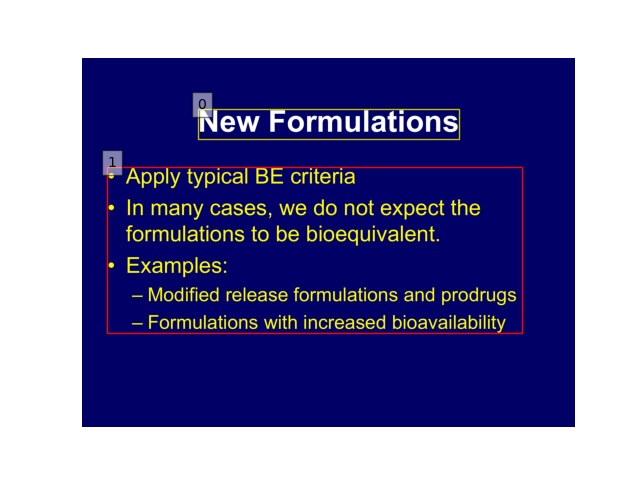 0
New Formulations
1
• Apply typical BE criteria
• In many cases, we do not expect the
formulations to be bioequivalent.
• Examples:
– Modified release formulations and prodrugs
– Formulations with increased bioavailability